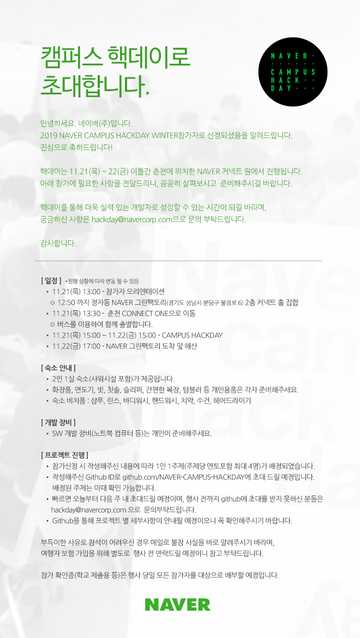 캠퍼스 핵데이로
초대합니다.
NAVER
CAMPUS
HACK
DAY
안녕하세요. 네이버(주)입니다.
2019 NAVER CAMPUS HACKDAY WINTER참가자로 선정되셨음을 알려드립니다.
진심으로 축하드립니다!
핵데이는 11.21(목) ~ 22(금) 이틀간 춘천에 위치한 NAVER 커넥트 원에서 진행됩니다.
아래 참가에 필요한 사항을 전달드리니, 꼼꼼히 살펴보시고 준비해주시길 바랍니다.
핵데이를 통해 더욱 실력 있는 개발자로 성장할 수 있는 시간이 되길 바라며,
궁금하신 사항은 hackday@navercorp.com으로 문의 부탁드립니다.
감사합니다.
[ 일정 ] *진행 상황에 따라 변동 될 수 있음
• 11.21(목) 13:00 - 참가자 오리엔테이션
○ 12:50 까지 정자동 NAVER 그린팩토리(경기도 성남시 분당구 불정로 6) 2층 커넥트 홀 집합
• 11.21(목) 13:30 - 춘천 CONNECT ONE으로 이동
○ 버스를 이용하여 함께 출발합니다.
• 11.21(목) 15:00 ~ 11.22(금) 15:00 - CAMPUS HACKDAY
• 11.22(금) 17:00 - NAVER 그린팩토리 도착 및 해산
[ 숙소 안내 ]
• 2인 1실 숙소(샤워시설 포함)가 제공됩니다.
• 화장품, 면도기, 빗, 칫솔, 슬리퍼, 간편한 복장, 텀블러 등 개인용품은 각자 준비해주세요.
• 숙소 비치품 : 샴푸, 린스, 바디워시, 핸드워시, 치약, 수건, 헤어드라이기
[ 개발 장비 ]
• SW 개발 장비(노트북 컴퓨터 등)는 개인이 준비해주세요.
[ 프로젝트 진행 ]
• 참가신청 시 작성해주신 내용에 따라 1인 1주제(주제당 멘토포함 최대 4명)가 배정되었습니다.
• 작성해주신 Github ID로 github.com/NAVER-CAMPUS-HACKDAY에 초대 드릴 예정입니다.
배정된 주제는 이때 확인 가능합니다.
• 빠르면 오늘부터 다음 주 내 초대드릴 예정이며, 행사 전까지 github에 초대를 받지 못하신 분들은
hackday@navercorp.com 으로 문의부탁드립니다.
• Github을 통해 프로젝트 별 세부사항이 안내될 예정이오니 꼭 확인해주시기 바랍니다.
부득이한 사유로 참석이 어려우신 경우 메일로 불참 사실을 바로 알려주시기 바라며,
여행자 보험 가입을 위해 별도로 행사 전 연락드릴 예정이니 참고 부탁드립니다.
참가 확인증(학교 제출용 등)은 행사 당일 모든 참가자를 대상으로 배부할 예정입니다.
NAVER